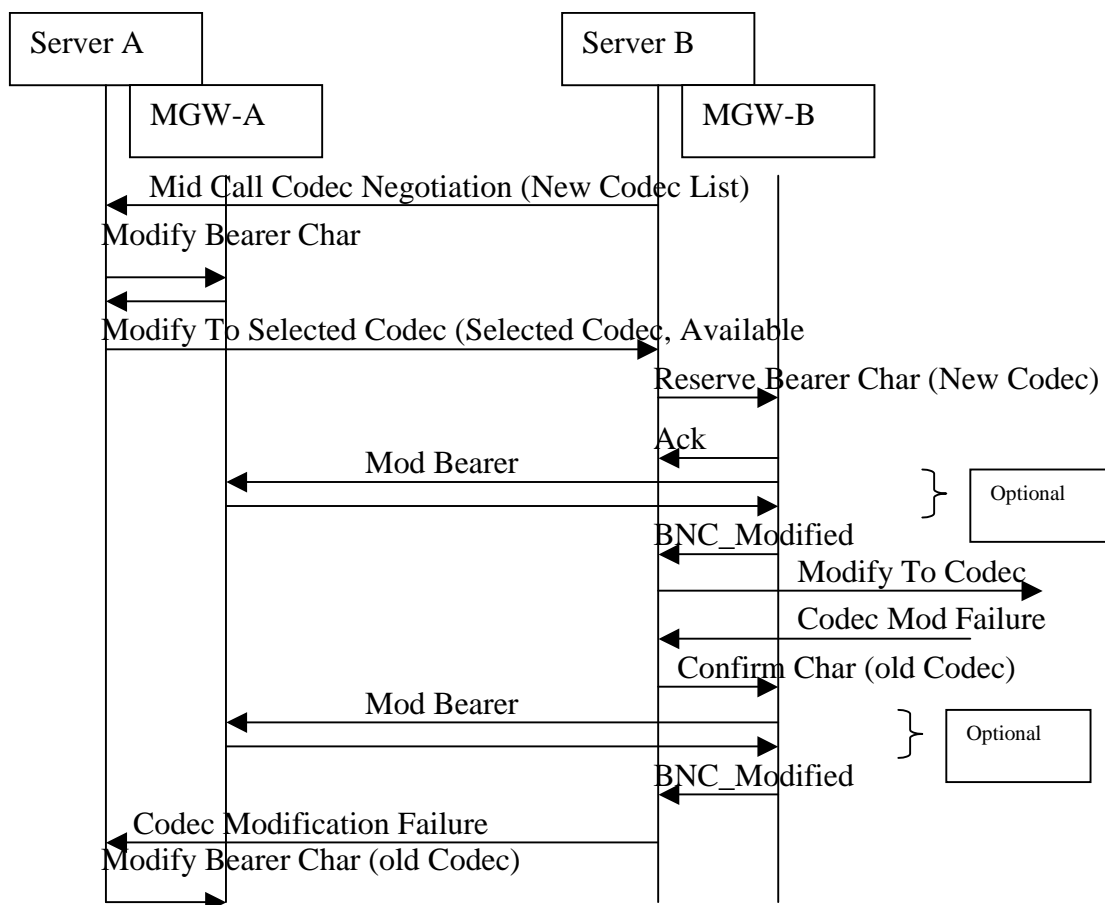 Server A
Server B
MGW-A
MGW-B
Mid Call Codec Negotiation (New Codec List)
Modify Bearer Char
Modify To Selected Codec (Selected Codec, Available
Reserve Bearer Char (New Codec)
Ack
Mod Bearer
Optional
BNC_Modified
Modify To Codec
Codec Mod Failure
Confirm Char (old Codec)
Mod Bearer
Optional
BNC_Modified
Codec Modification Failure
Modify Bearer Char (old Codec)